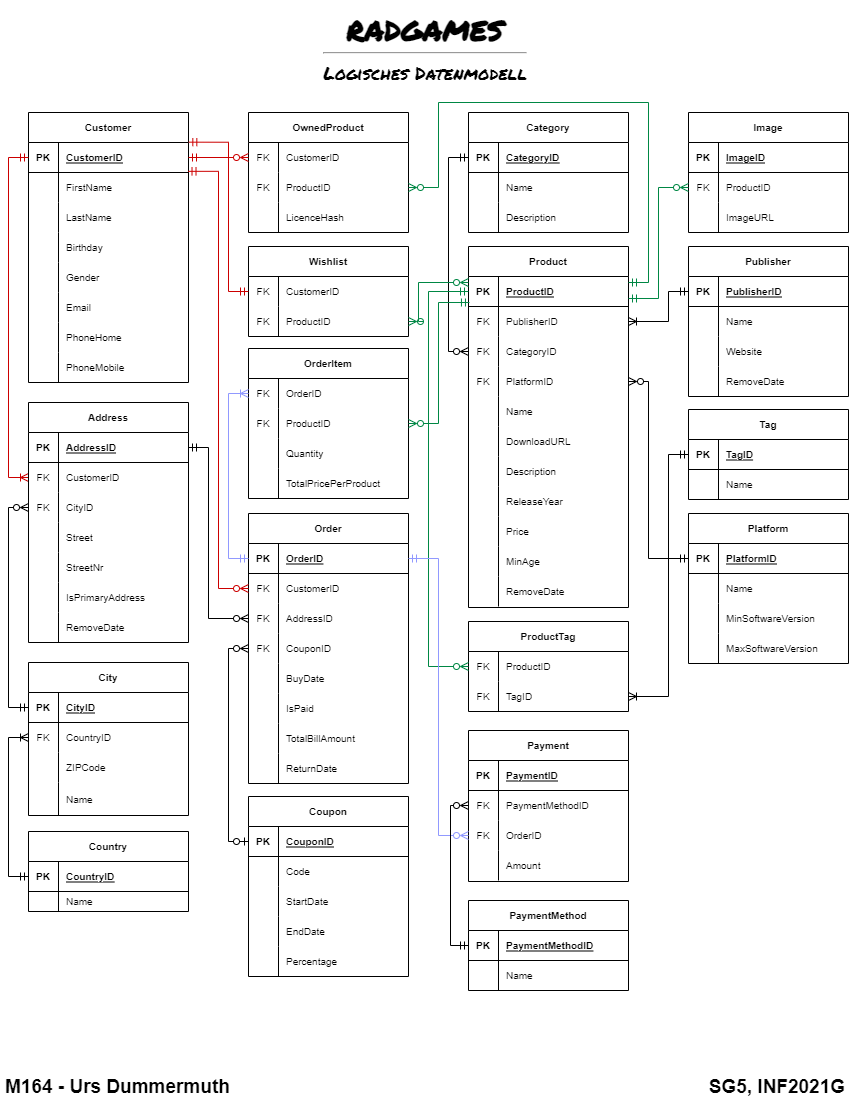 RADGAMES
Logisches Datenmodell
Customer
PK CustomerID
FirstName
LastName
Birthday
Gender
Email
PhoneHome
PhoneMobile
Address
PK AddressID
FK CustomerID
FK CityID
Street
StreetNr
IsPrimaryAddress
RemoveDate
City
PK CityID
FK CountryID
ZIPCode
Name
Country
PK CountryID
Name
OwnedProduct
FK CustomerID
FK ProductID
LicenceHash
Wishlist
FK CustomerID
FK ProductID
OrderItem
FK OrderID
FK ProductID
Quantity
TotalPricePerProduct
Order
PK OrderID
FK CustomerID
FK AddressID
FK CouponID
BuyDate
IsPaid
TotalBillAmount
ReturnDate
Coupon
PK CouponID
Code
StartDate
EndDate
Percentage
Category
PK CategoryID
Name
Description
Product
PK ProductID
FK PublisherID
FK CategoryID
FK PlatformID
Name
DownloadURL
Description
ReleaseYear
Price
MinAge
RemoveDate
ProductTag
FK ProductID
FK TagID
Payment
PK PaymentID
FK PaymentMethodID
FK OrderID
Amount
PaymentMethod
PK PaymentMethodID
Name
Image
PK ImageID
FK ProductID
ImageURL
Publisher
PK PublisherID
Name
Website
RemoveDate
Tag
PK TagID
Name
Platform
PK PlatformID
Name
MinSoftwareVersion
MaxSoftwareVersion
M164 - Urs Dummermuth
SG5, INF2021G